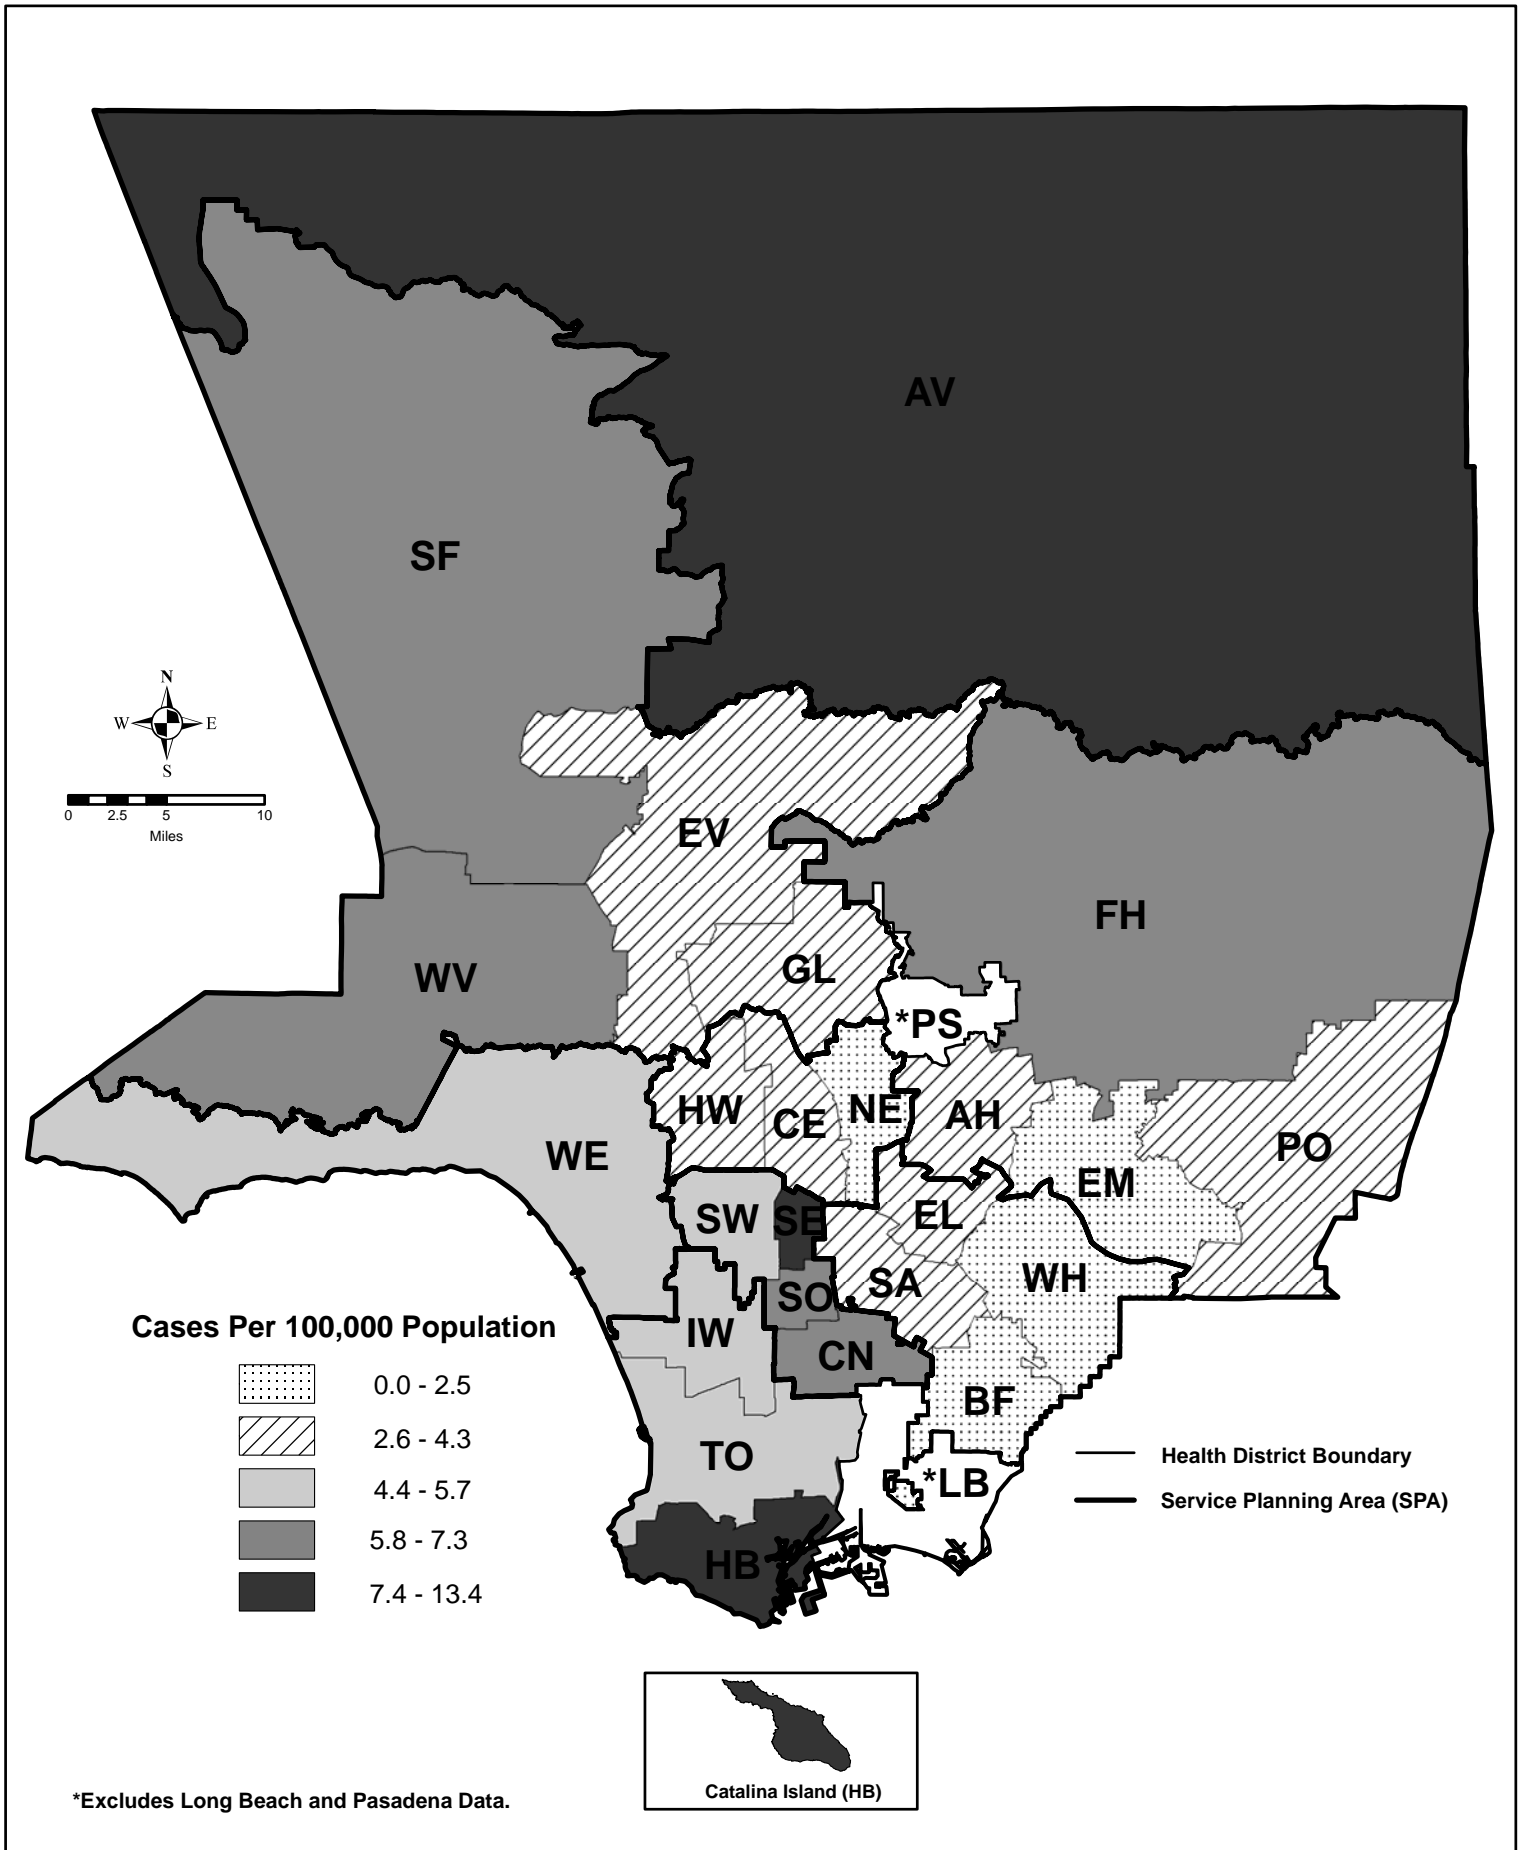 AV
SF
N
W E
S
0 2.5 5 10
Miles
EV
FH
WV
GL
*PS
HW
CE
NE
AH
PO
WE
EM
SW
SE
EL
SA
WH
SO
IW
CN
BF
TO
*LB
HB
Cases Per 100,000 Population
0.0 - 2.5
2.6 - 4.3
4.4 - 5.7
5.8 - 7.3
7.4 - 13.4
Health District Boundary
Service Planning Area (SPA)
Catalina Island (HB)
*Excludes Long Beach and Pasadena Data.